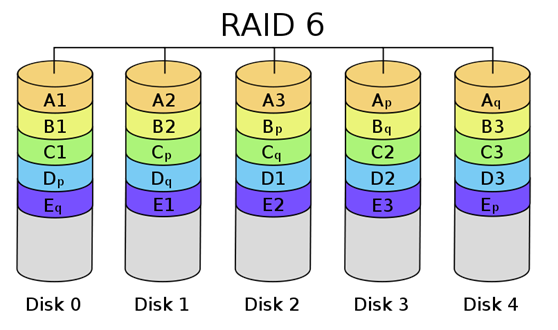 RAID 6
A1 A2 A3 Ap Aq
B1 B2 Bp Bq B3
C1 Cp Cq C2 C3
Dp Dq D1 D2 D3
Eq E1 E2 E3 Ep
Disk 0 Disk 1 Disk 2 Disk 3 Disk 4